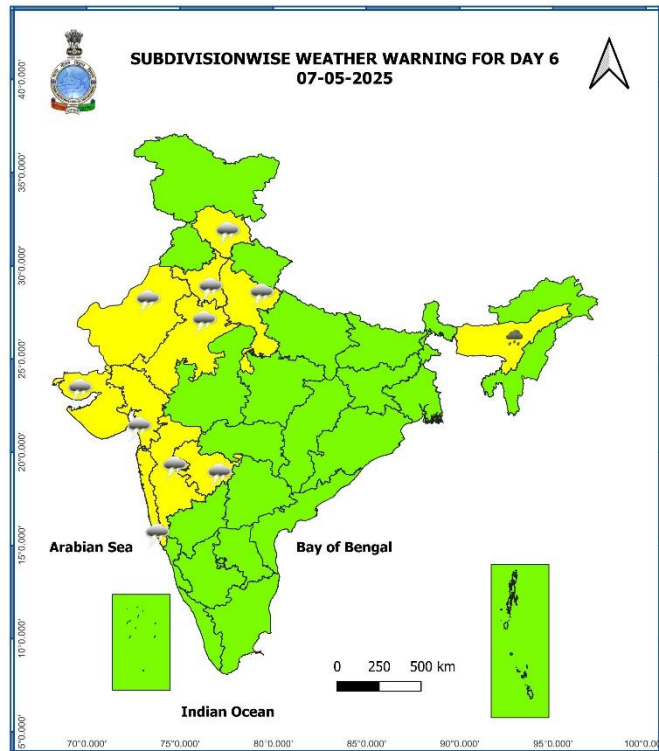 SUBDIVISIONWISE WEATHER WARNING FOR DAY 6
07-05-2025
40°0.000'
35°0.000'
30°0.000'
25°0.000'
20°0.000'
15°0.000'
10°0.000'
5°0.000'
Arabian Sea
Bay of Bengal
0 250 500 km
Indian Ocean
70°0.000' 75°0.000' 80°0.000' 85°0.000' 90°0.000' 95°0.000' 100°0.0